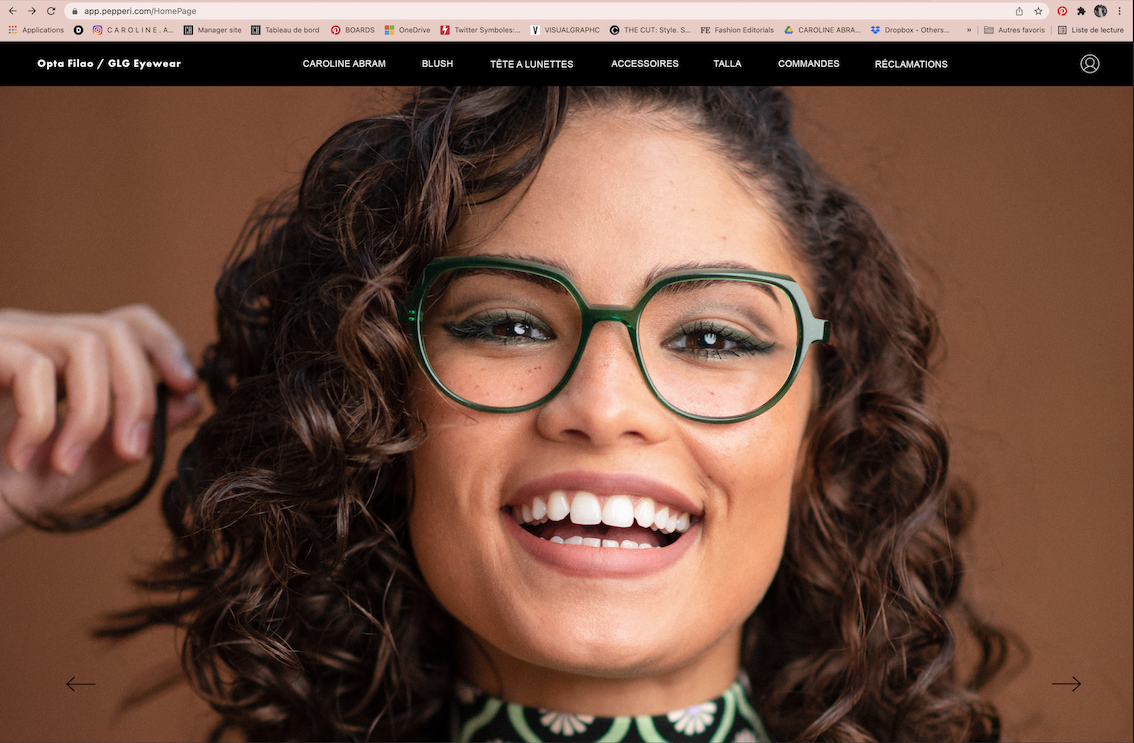 app.pepperi.com/HomePage
Applications C A R O L I N E . A... Manager site Tableau de bord BOARDS OneDrive Twitter Symboles:... VISUALGRAPHC THE CUT: Style. S... FE Fashion Editorials CAROLINE ABRA... Dropbox - Others... » Autres favoris Liste de lecture
Opta Filao / GLG Eyewear CAROLINE ABRAM BLUSH TÊTE A LUNETTES ACCESSOIRES TALLA COMMANDES RÉCLAMATIONS